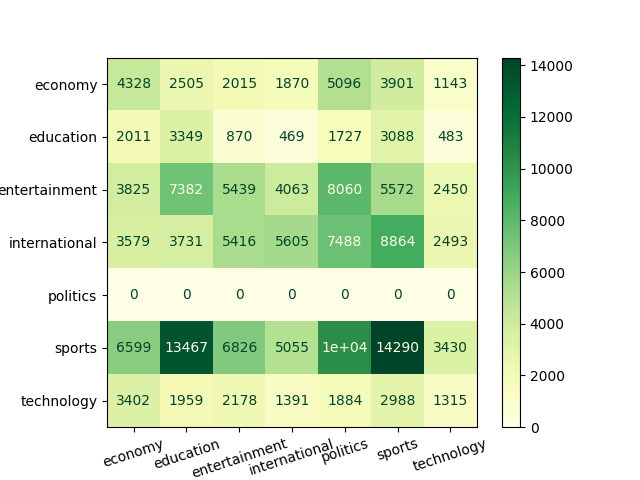 economy 4328 2505 2015 1870 5096 3901 1143
education 2011 3349 870 469 1727 3088 483
entertainment 3825 7382 5439 4063 8060 5572 2450
international 3579 3731 5416 5605 7488 8864 2493
politics 0 0 0 0 0 0 0
sports 6599 13467 6826 5055 1e+04 14290 3430
technology 3402 1959 2178 1391 1884 2988 1315
economy education entertainment international politics sports technology
14000
12000
10000
8000
6000
4000
2000
0